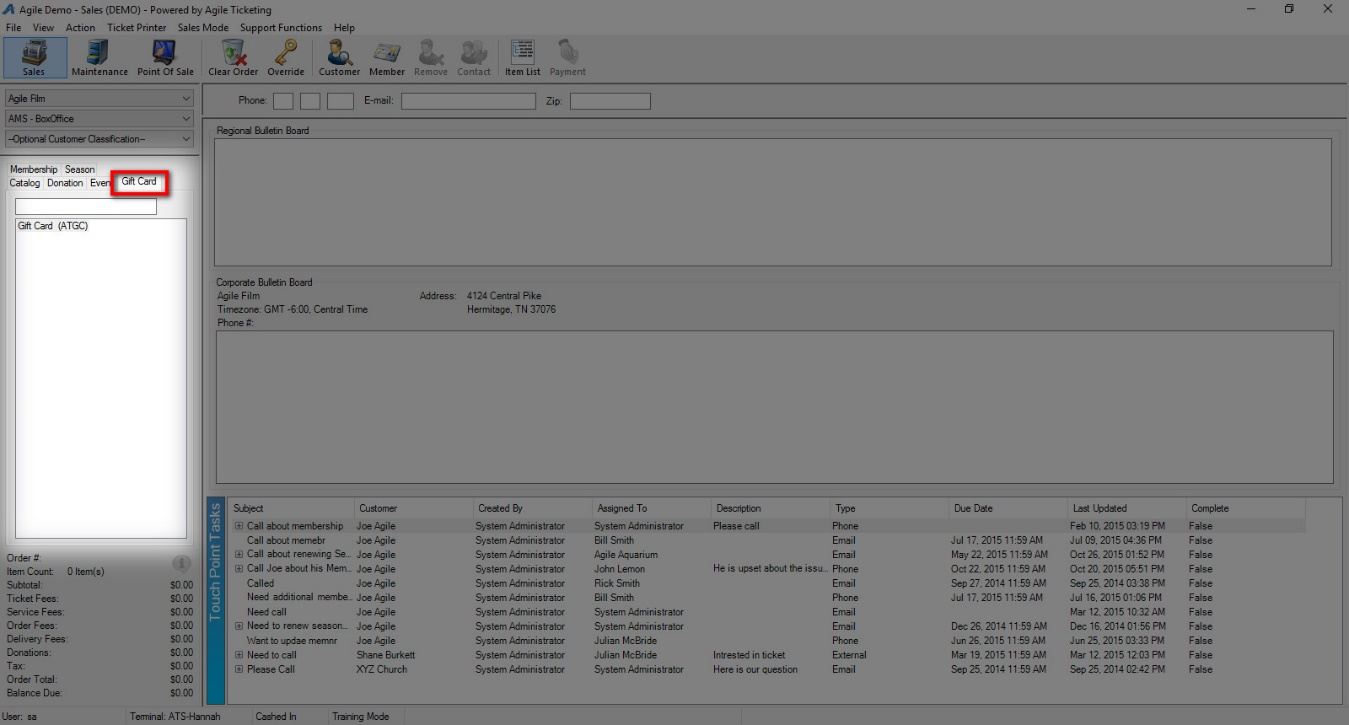 Agile Demo - Sales (DEMO) - Powered by Agile Ticketing
File View Action Ticket Printer Sales Mode Support Functions Help
Sales Maintenance Point Of Sale Clear Order Override Customer Member Remove Contact Item List Payment
Agile Film
AMS - BoxOffice
--Optional Customer Classification--
Phone: E-mail: Zip:
Membership Season
Catalog Donation Even Gift Card
Gift Card (ATGC)
Regional Bulletin Board
Corporate Bulletin Board
Agile Film Address: 4124 Central Pike
Timezone: GMT -6:00, Central Time Hermitage, TN 37076
Phone #:
Order #:
Item Count: 0 Item(s)
Subtotal: $0.00
Ticket Fees: $0.00
Service Fees: $0.00
Order Fees: $0.00
Delivery Fees: $0.00
Donations: $0.00
Tax: $0.00
Order Total: $0.00
Balance Due: $0.00
Touch Point Tasks
Subject Customer Created By Assigned To Description Type Due Date Last Updated Complete
Call about membership Joe Agile System Administrator System Administrator Please call Phone Feb 10, 2015 03:19 PM False
Call about memebr Joe Agile System Administrator Bill Smith Email Jul 17, 2015 11:59 AM Jul 09, 2015 04:36 PM False
Call about renewing Se... Joe Agile System Administrator Agile Aquarium Email May 22, 2015 11:59 AM Oct 26, 2015 01:52 PM False
Call Joe about his Mem... Joe Agile System Administrator John Lemon He is upset about the issu... Phone Oct 22, 2015 11:59 AM Oct 20, 2015 05:51 PM False
Called Joe Agile System Administrator Rick Smith Email Sep 27, 2014 11:59 AM Sep 25, 2014 03:38 PM False
Need additional membe... Joe Agile System Administrator Bill Smith Phone Jul 17, 2015 11:59 AM Jul 16, 2015 01:06 PM False
Need call Joe Agile System Administrator System Administrator Email Mar 12, 2015 10:32 AM False
Need to renew season... Joe Agile System Administrator System Administrator Email Dec 26, 2014 11:59 AM Dec 16, 2014 01:56 PM False
Want to updae memnr Joe Agile System Administrator Julian McBride Phone Jun 26, 2015 11:59 AM Jun 25, 2015 03:33 PM False
Need to call Shane Burkett System Administrator Julian McBride Intrested in ticket External Mar 19, 2015 11:59 AM Mar 12, 2015 12:03 PM False
Please Call XYZ Church System Administrator System Administrator Here is our question Email Sep 25, 2014 11:59 AM Sep 25, 2014 02:42 PM False
User: sa Terminal: ATS-Hannah Cashed In Training Mode